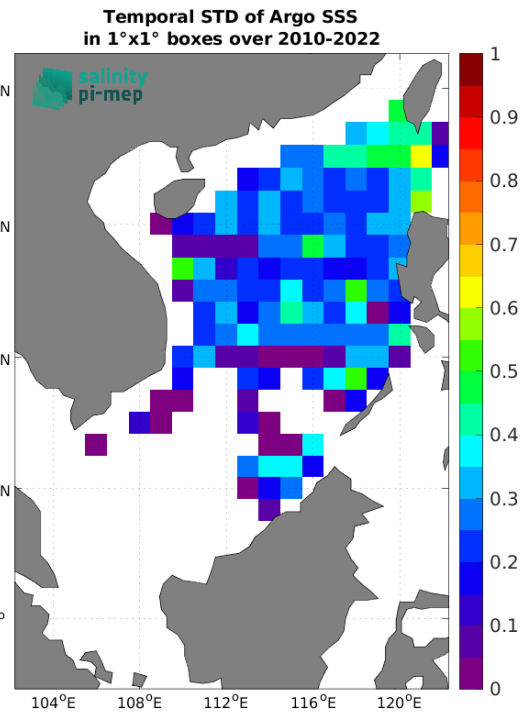 Temporal STD of Argo SSS
in 1°x1° boxes over 2010-2022
salinity
pi-mep
N
N
N
N
o
104°E 108°E 112°E 116°E 120°E
1
0.9
0.8
0.7
0.6
0.5
0.4
0.3
0.2
0.1
0